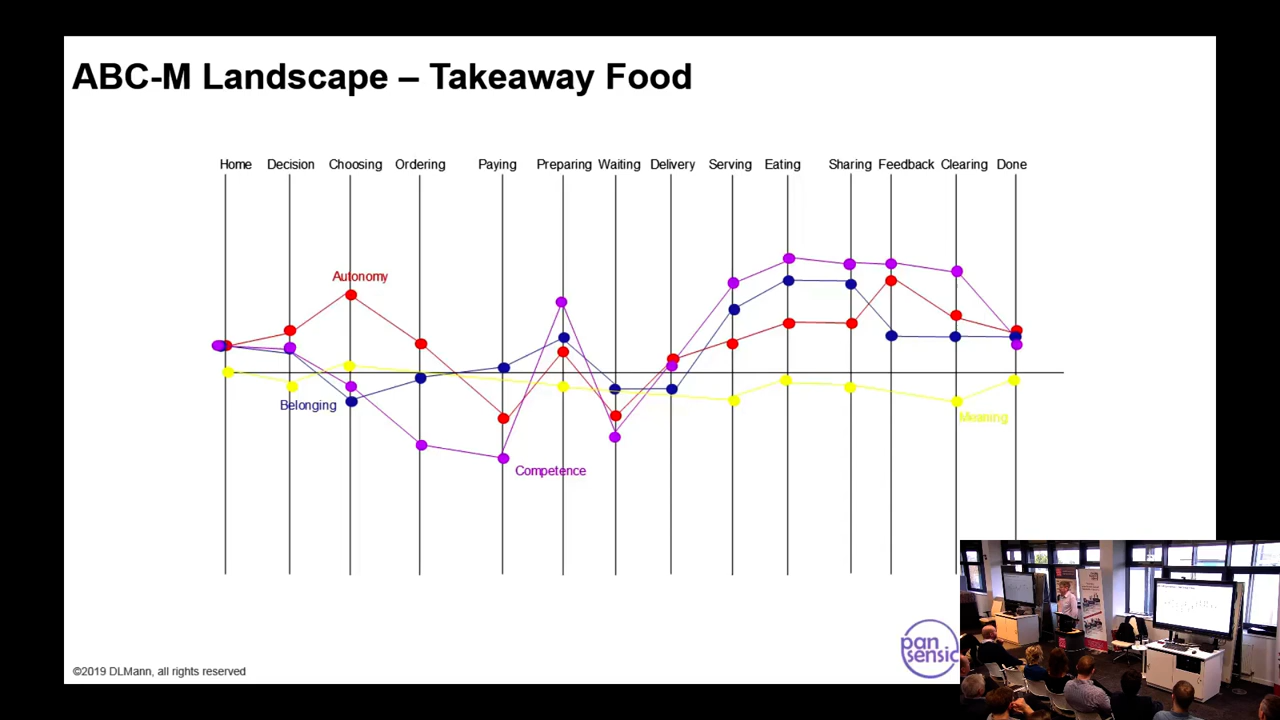 ABC-M Landscape – Takeaway Food
Home Decision Choosing Ordering Paying Preparing Waiting Delivery Serving Eating Sharing Feedback Clearing Done
Autonomy
Belonging
Meaning
Competence
pan
sensic
©2019 DLMann, all rights reserved